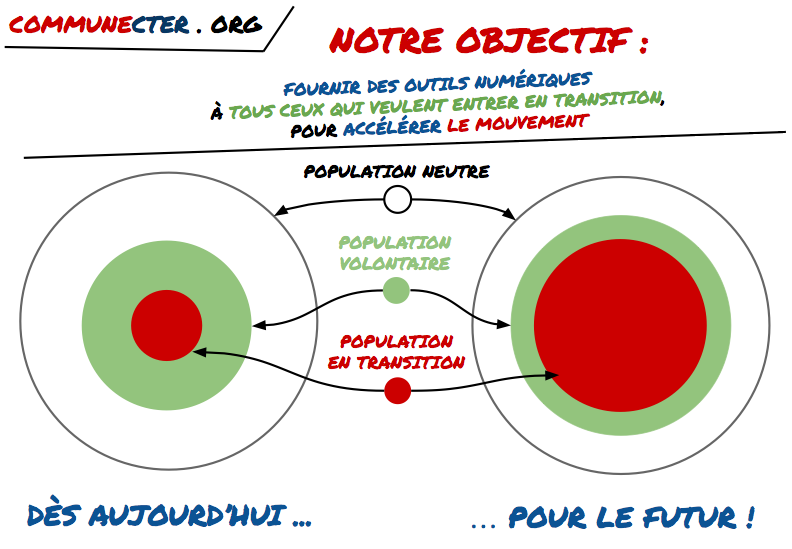 COMMUNECTER . ORG
NOTRE OBJECTIF :
FOURNIR DES OUTILS NUMÉRIQUES
À TOUS CEUX QUI VEULENT ENTRER EN TRANSITION,
POUR ACCÉLÉRER LE MOUVEMENT
POPULATION NEUTRE
POPULATION
VOLONTAIRE
POPULATION
EN TRANSITION
DÈS AUJOURD'HUI ...
... POUR LE FUTUR !